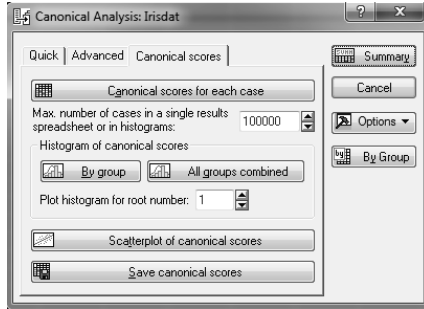 Canonical Analysis: Irisdat
? X
Quick Advanced Canonical scores
Canonical scores for each case
Max. number of cases in a single results
spreadsheet or in histograms: 100000
Histogram of canonical scores
By group All groups combined
Plot histogram for root number: 1
Scatterplot of canonical scores
Save canonical scores
Summary
Cancel
Options
By Group